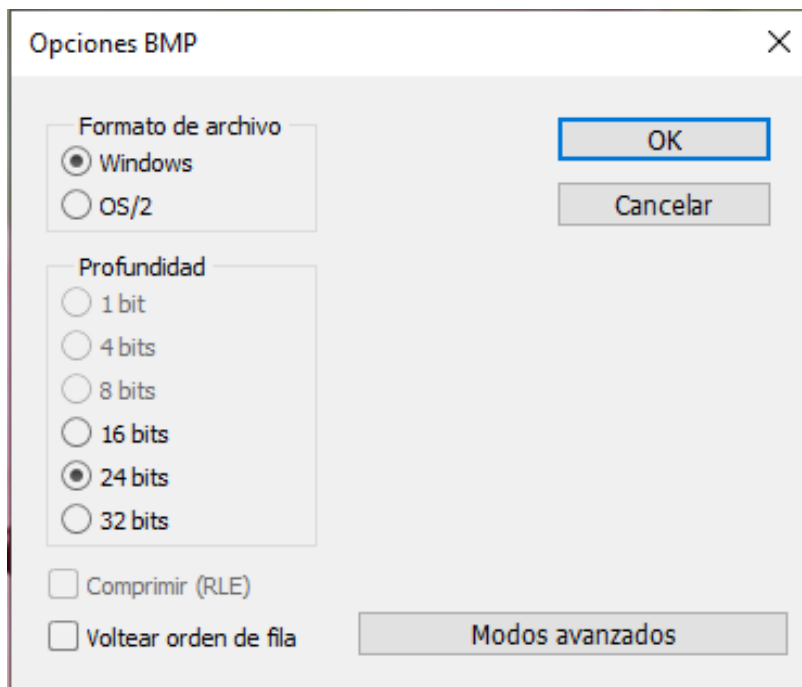 Opciones BMP
Formato de archivo
Windows
OS/2
OK
Cancelar
Profundidad
1 bit
4 bits
8 bits
16 bits
24 bits
32 bits
Comprimir (RLE)
Voltear orden de fila
Modos avanzados